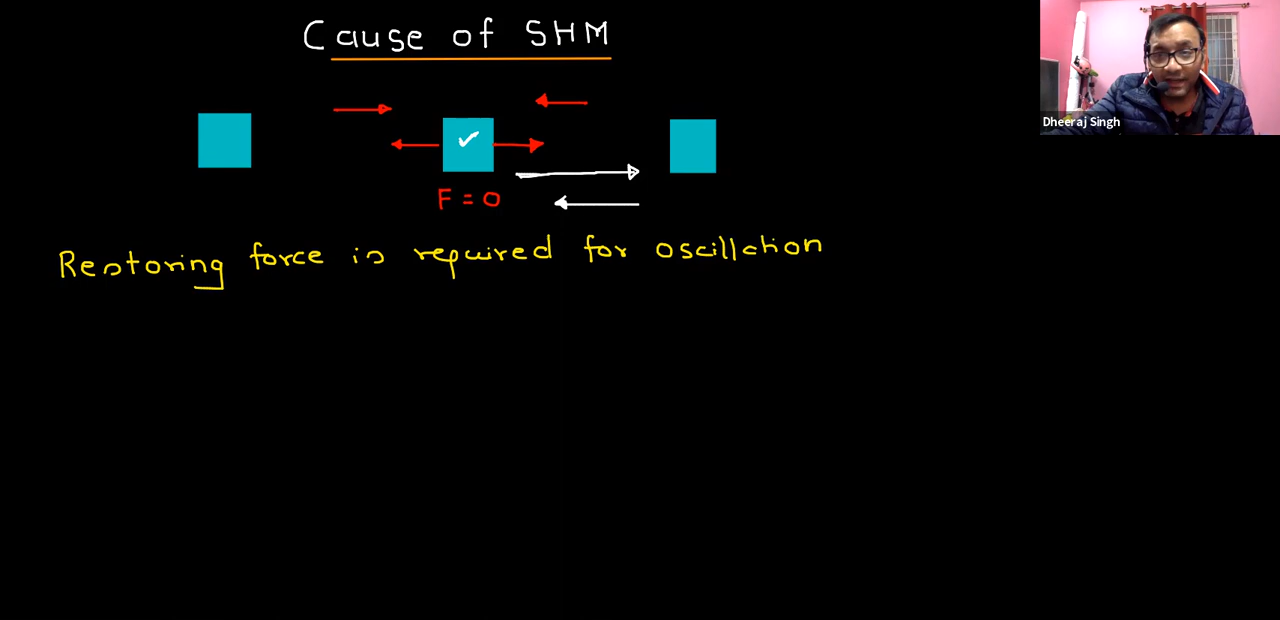 Cause of SHM
Dheeraj Singh
F = 0
Restoring force is required for oscillation